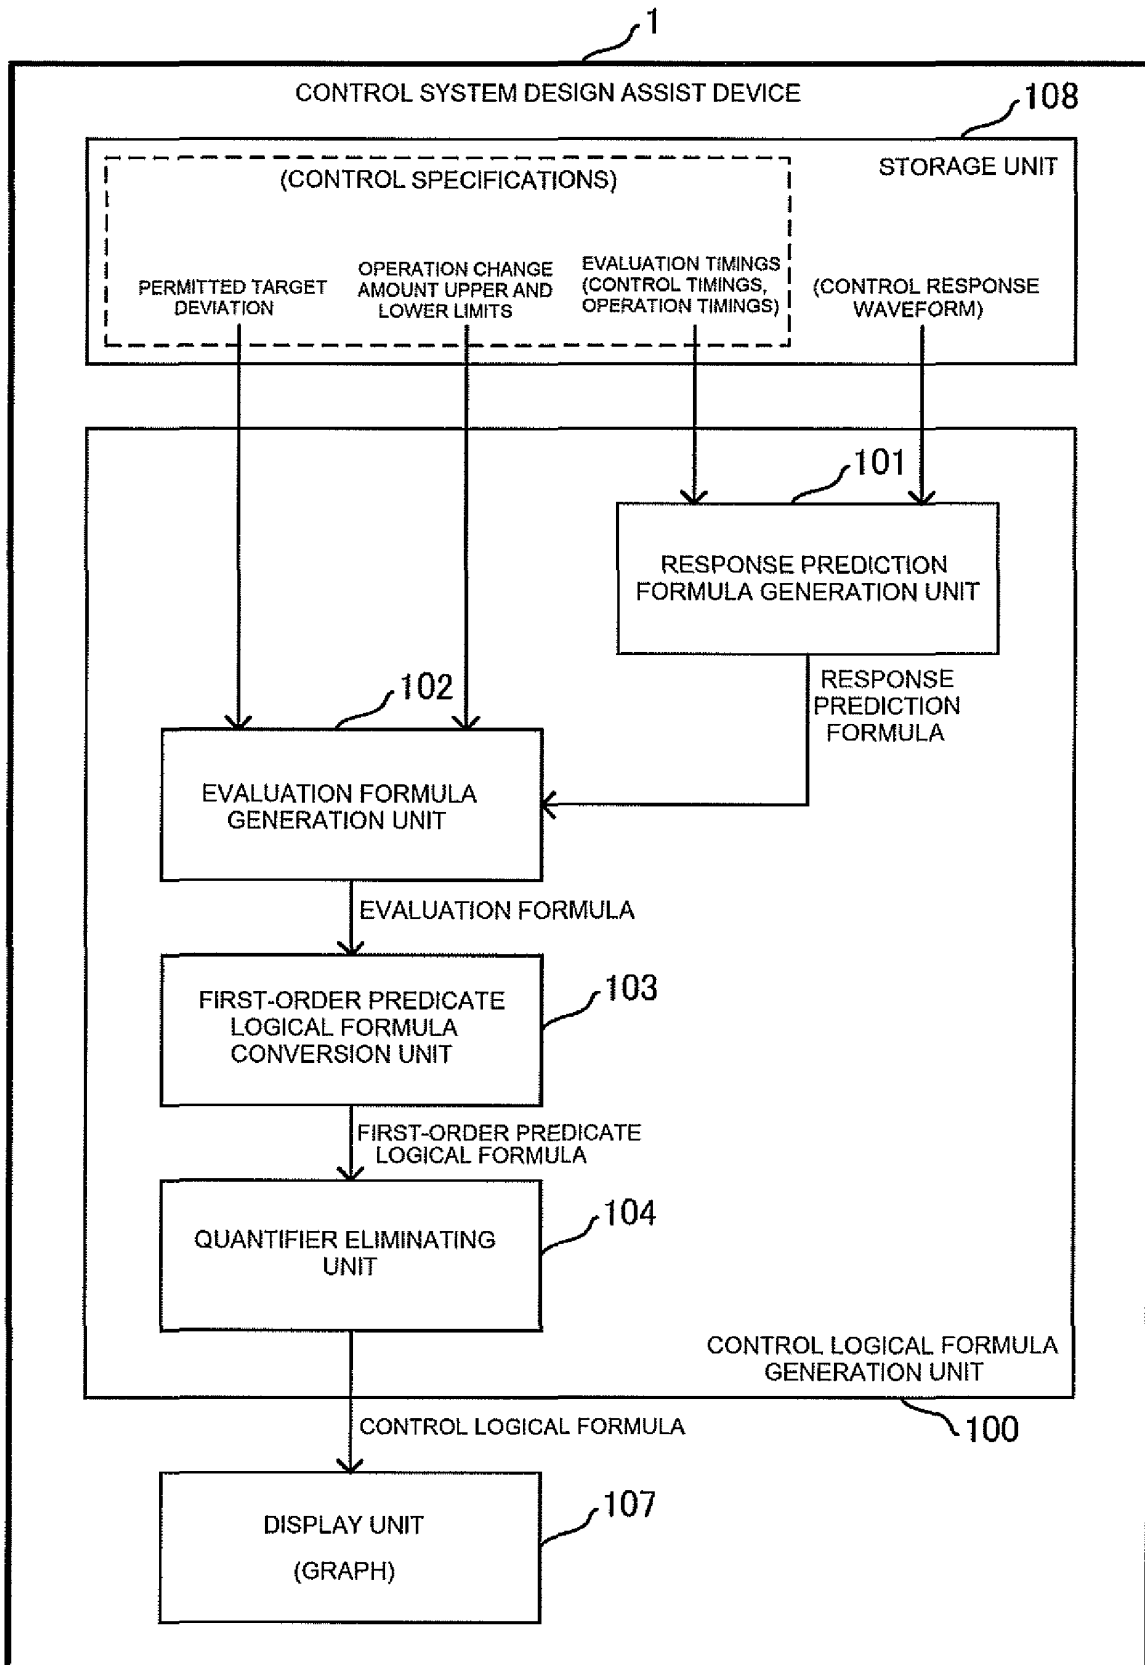 1
CONTROL SYSTEM DESIGN ASSIST DEVICE
108
(CONTROL SPECIFICATIONS)
STORAGE UNIT
PERMITTED TARGET
DEVIATION
OPERATION CHANGE
AMOUNT UPPER AND
LOWER LIMITS
EVALUATION TIMINGS
(CONTROL TIMINGS,
OPERATION TIMINGS)
(CONTROL RESPONSE
WAVEFORM)
101
RESPONSE PREDICTION
FORMULA GENERATION UNIT
RESPONSE
PREDICTION
FORMULA
102
EVALUATION FORMULA
GENERATION UNIT
EVALUATION FORMULA
FIRST-ORDER PREDICATE
LOGICAL FORMULA
CONVERSION UNIT
103
FIRST-ORDER PREDICATE
LOGICAL FORMULA
QUANTIFIER ELIMINATING
UNIT
104
CONTROL LOGICAL FORMULA
GENERATION UNIT
100
CONTROL LOGICAL FORMULA
DISPLAY UNIT
(GRAPH)
107